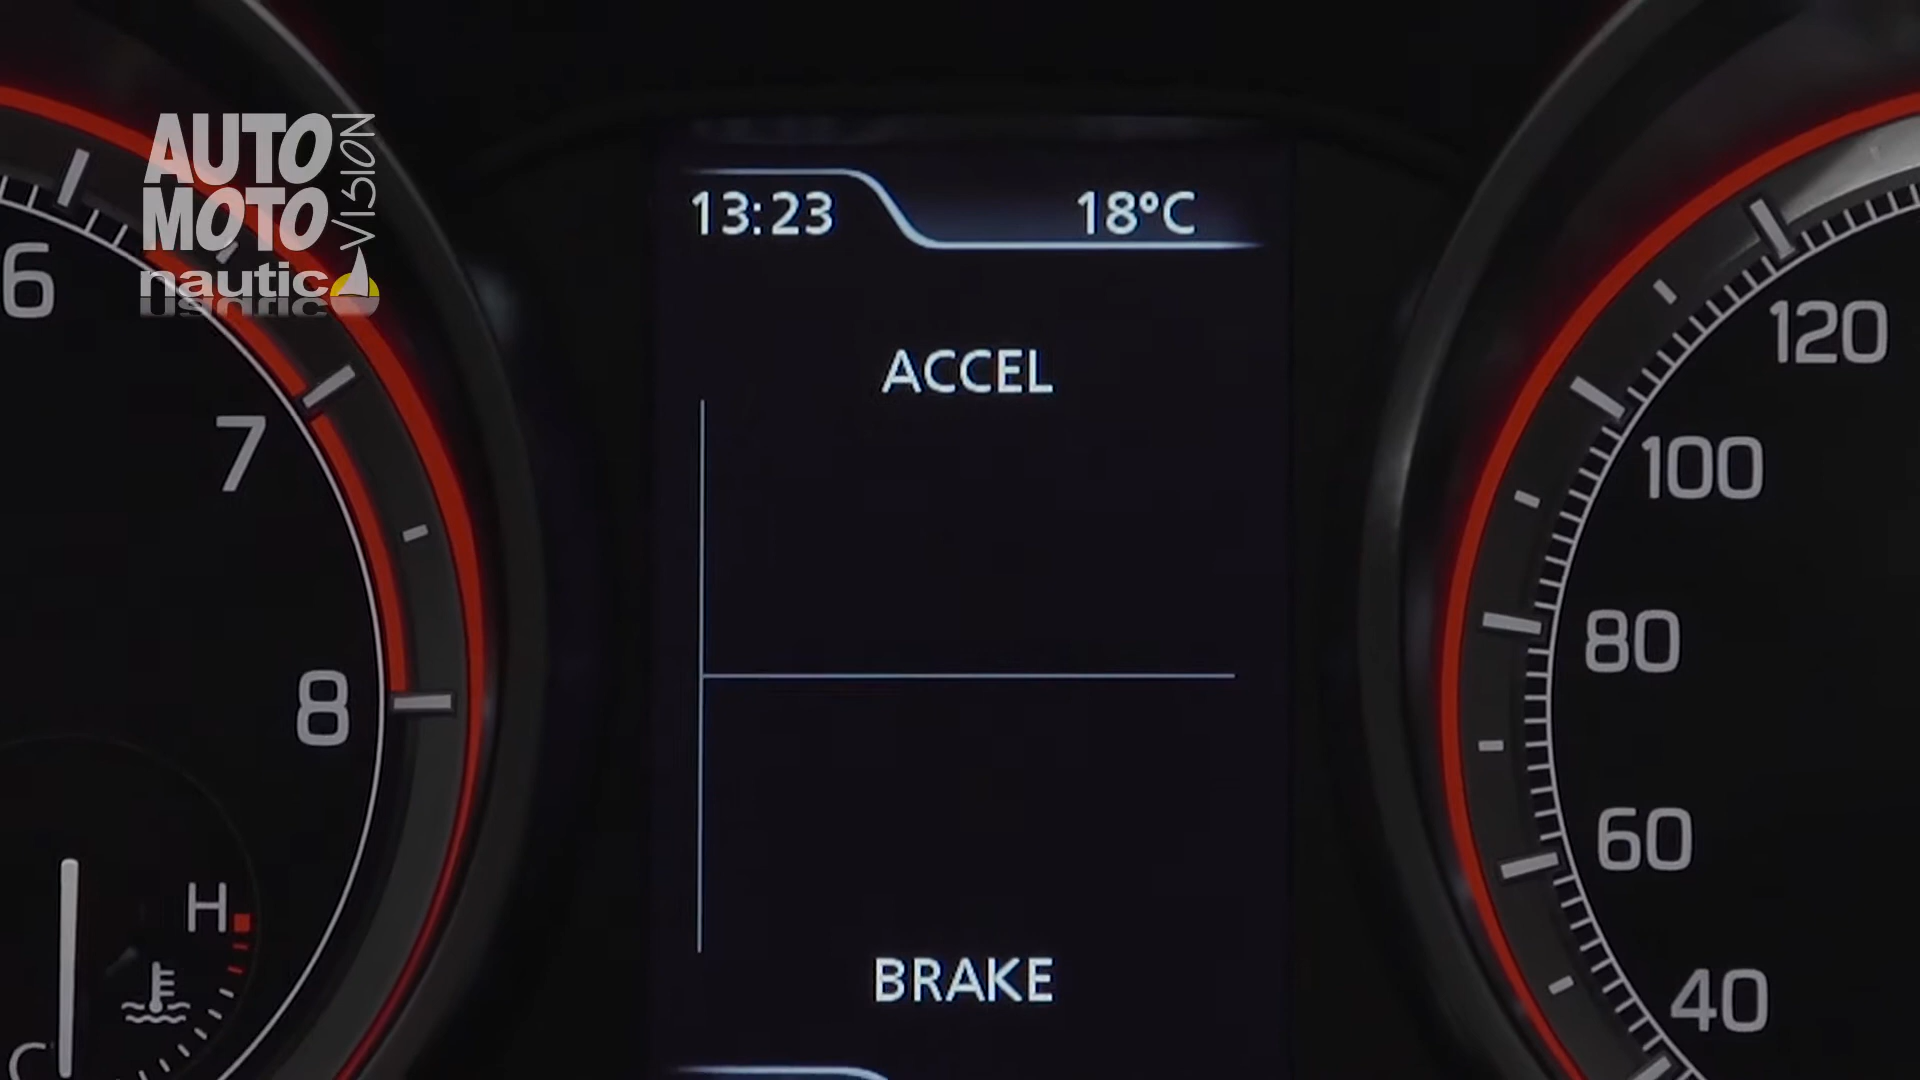 AUTO
MOTO
VISION
nautic
13:23 18°C
ACCEL
BRAKE
6
7
8
H
C
120
100
80
60
40